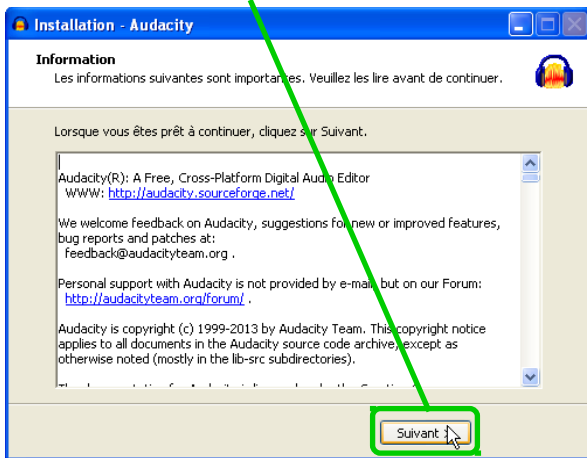 Installation - Audacity
Information
Les informations suivantes sont importantes. Veuillez les lire avant de continuer.
Lorsque vous êtes prêt à continuer, cliquez sur Suivant.
Audacity(R): A Free, Cross-Platform Digital Audio Editor
WWW: http://audacity.sourceforge.net/
We welcome feedback on Audacity, suggestions for new or improved features,
bug reports and patches at:
feedback@audacityteam.org .
Personal support with Audacity is not provided by e-mail but on our Forum:
http://audacityteam.org/forum/ .
Audacity is copyright (c) 1999-2013 by Audacity Team. This copyright notice
applies to all documents in the Audacity source code archive, except as
otherwise noted (mostly in the lib-src subdirectories).
Suivant >